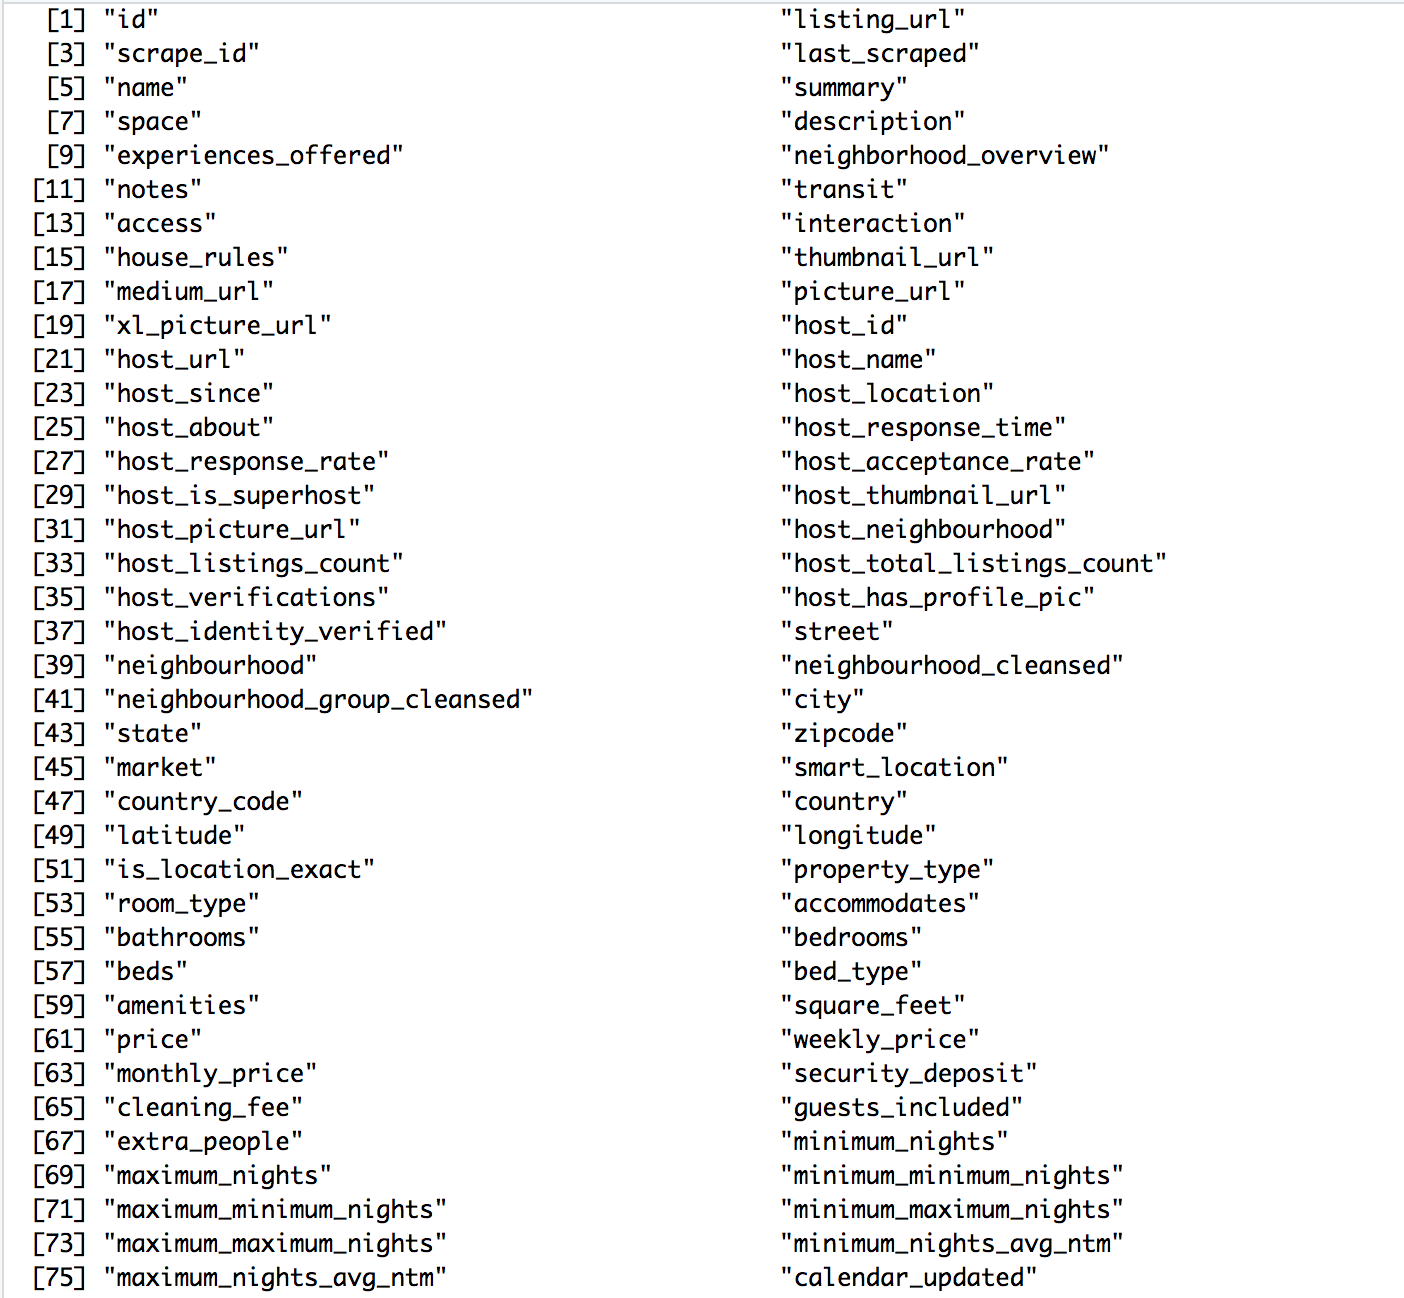 [1] "id" "listing_url"
[3] "scrape_id" "last_scraped"
[5] "name" "summary"
[7] "space" "description"
[9] "experiences_offered" "neighborhood_overview"
[11] "notes" "transit"
[13] "access" "interaction"
[15] "house_rules" "thumbnail_url"
[17] "medium_url" "picture_url"
[19] "xl_picture_url" "host_id"
[21] "host_url" "host_name"
[23] "host_since" "host_location"
[25] "host_about" "host_response_time"
[27] "host_response_rate" "host_acceptance_rate"
[29] "host_is_superhost" "host_thumbnail_url"
[31] "host_picture_url" "host_neighbourhood"
[33] "host_listings_count" "host_total_listings_count"
[35] "host_verifications" "host_has_profile_pic"
[37] "host_identity_verified" "street"
[39] "neighbourhood" "neighbourhood_cleansed"
[41] "neighbourhood_group_cleansed" "city"
[43] "state" "zipcode"
[45] "market" "smart_location"
[47] "country_code" "country"
[49] "latitude" "longitude"
[51] "is_location_exact" "property_type"
[53] "room_type" "accommodates"
[55] "bathrooms" "bedrooms"
[57] "beds" "bed_type"
[59] "amenities" "square_feet"
[61] "price" "weekly_price"
[63] "monthly_price" "security_deposit"
[65] "cleaning_fee" "guests_included"
[67] "extra_people" "minimum_nights"
[69] "maximum_nights" "minimum_minimum_nights"
[71] "maximum_minimum_nights" "minimum_maximum_nights"
[73] "maximum_maximum_nights" "minimum_nights_avg_ntm"
[75] "maximum_nights_avg_ntm" "calendar_updated"